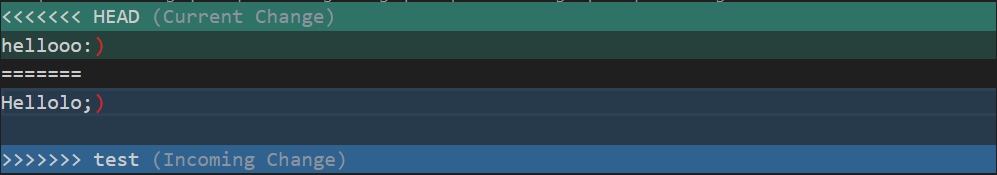 <<<<<<< HEAD (Current Change)
hellooo:)
=======
Hellolo;)
>>>>>>> test (Incoming Change)